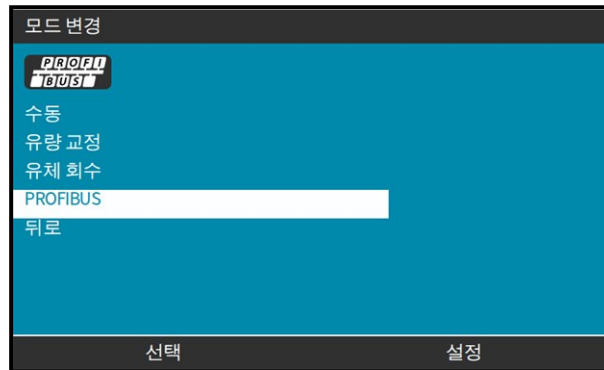 모드 변경
PROFI
BUS
수동
유량 교정
유체 회수
PROFIBUS
뒤로
선택 설정